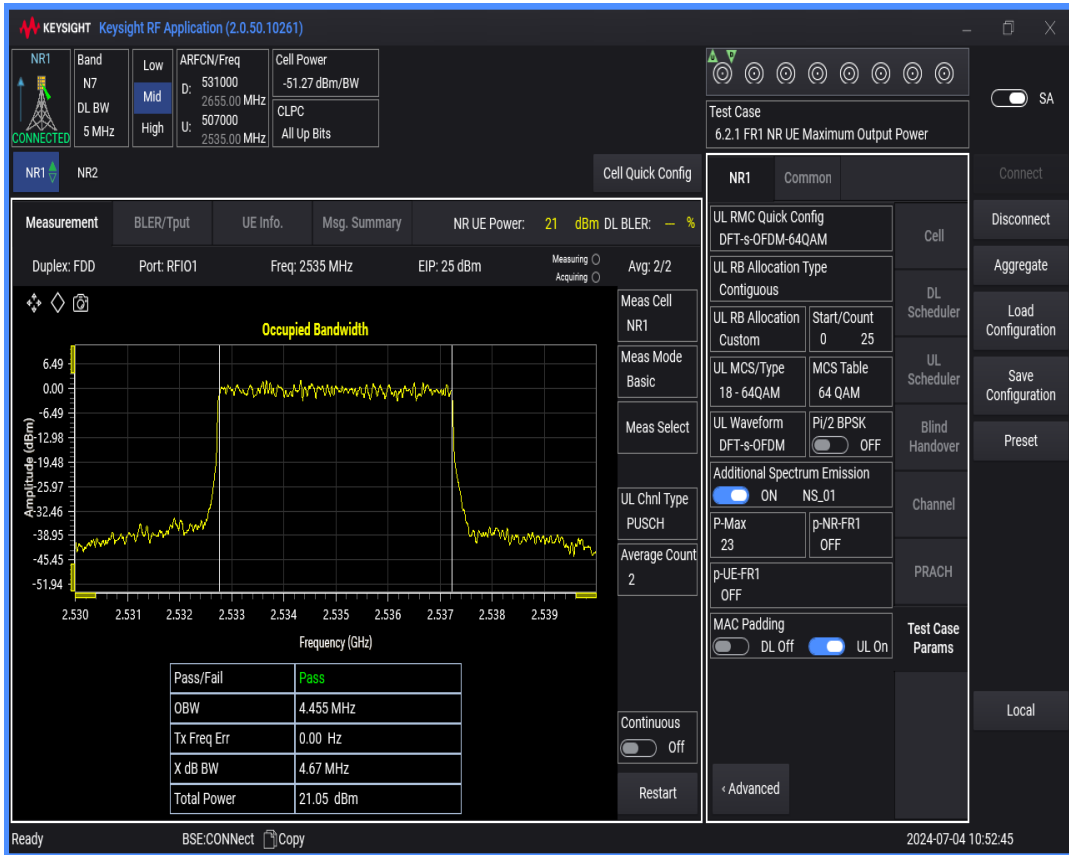 KEYSIGHT Keysight RF Application (2.0.50.10261)
NR1
CONNECTED
Band
N7
DL BW
5 MHz
Low
Mid
High
ARFCN/Freq
D: 531000
2655.00 MHz
U: 507000
2535.00 MHz
Cell Power
-51.27 dBm/BW
CLPC
All Up Bits
Test Case
6.2.1 FR1 NR UE Maximum Output Power
SA
NR1 NR2
Cell Quick Config
Measurement BLER/Tput UE Info. Msg. Summary NR UE Power: 21 dBm DL BLER: --- %
Duplex: FDD Port: RFIO1 Freq: 2535 MHz EIP: 25 dBm Measuring Acquiring Avg: 2/2
Occupied Bandwidth
Amplitude (dBm)
6.49
0.00
-6.49
-12.98
-19.48
-25.97
-32.46
-38.95
-45.45
-51.94
2.530 2.531 2.532 2.533 2.534 2.535 2.536 2.537 2.538 2.539
Frequency (GHz)
Pass/Fail Pass
OBW 4.455 MHz
Tx Freq Err 0.00 Hz
X dB BW 4.67 MHz
Total Power 21.05 dBm
Meas Cell
NR1
Meas Mode
Basic
Meas Select
UL Chnl Type
PUSCH
Average Count
2
Continuous
Off
Restart
NR1 Common
UL RMC Quick Config
DFT-s-OFDM-64QAM
UL RB Allocation Type
Contiguous
UL RB Allocation
Custom
Start/Count
0 25
UL MCS/Type
18 - 64QAM
MCS Table
64 QAM
UL Waveform
DFT-s-OFDM
Pi/2 BPSK
OFF
Additional Spectrum Emission
ON NS_01
P-Max
23
p-NR-FR1
OFF
p-UE-FR1
OFF
MAC Padding
DL Off UL On
‹ Advanced
Cell
DL
Scheduler
UL
Scheduler
Blind
Handover
Channel
PRACH
Test Case
Params
Connect
Disconnect
Aggregate
Load
Configuration
Save
Configuration
Preset
Local
Ready BSE:CONNect Copy 2024-07-04 10:52:45